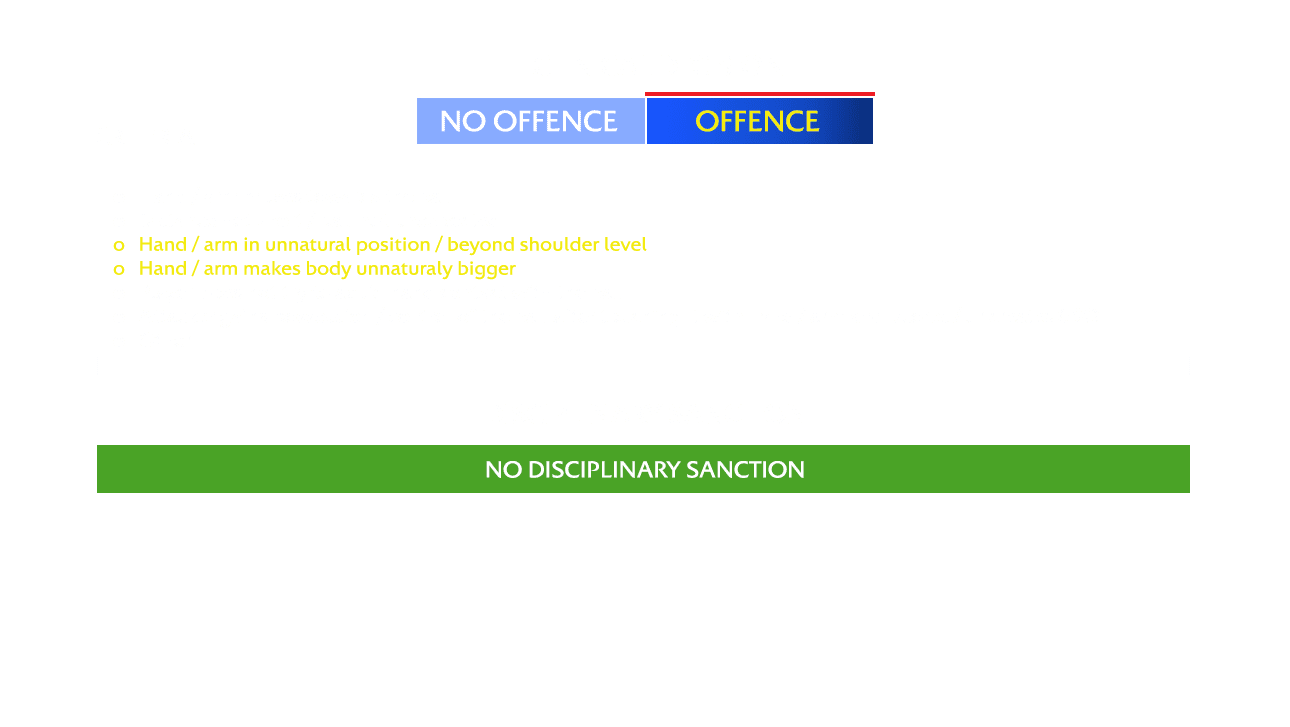 NO OFFENCE
OFFENCE
o Hand / arm in unnatural position / beyond shoulder level
o Hand / arm makes body unnaturaly bigger
NO DISCIPLINARY SANCTION